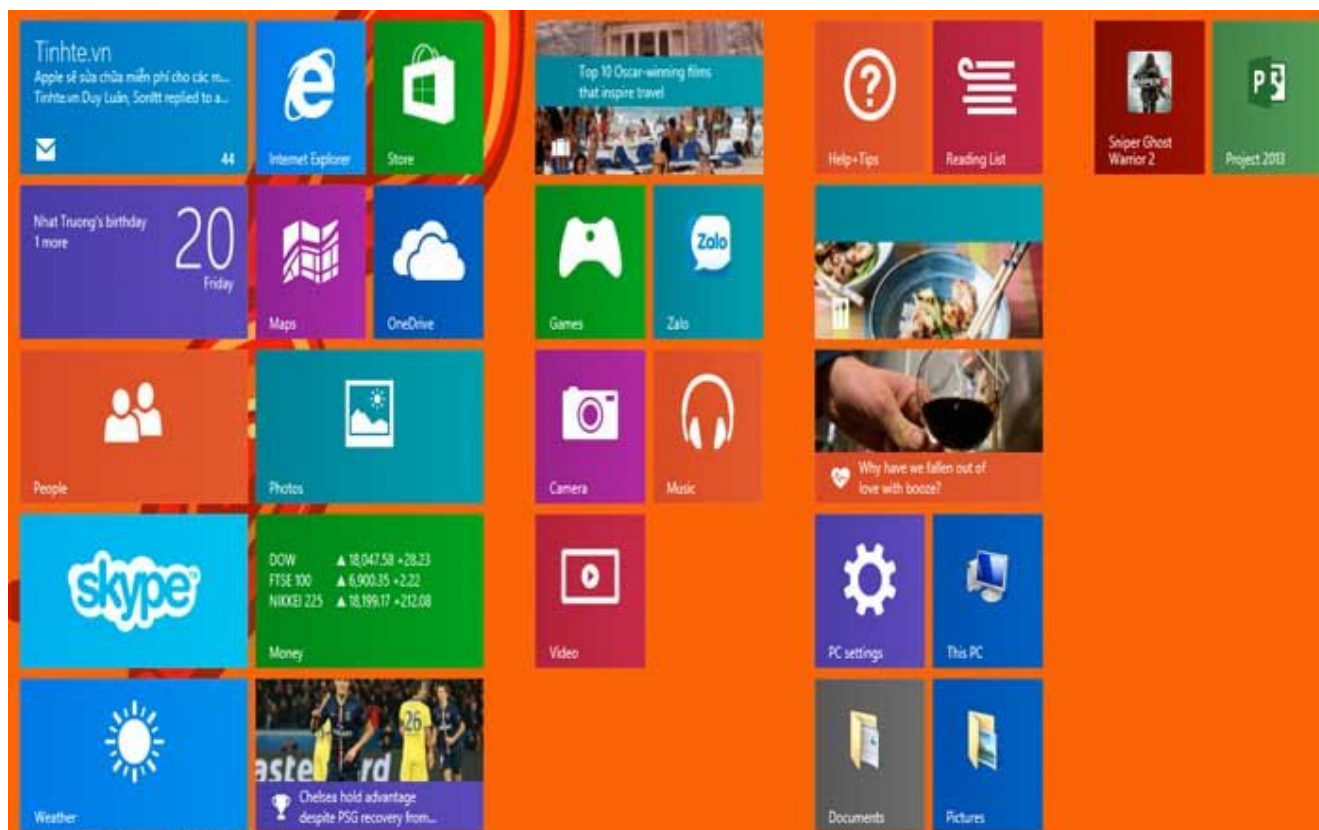 Tinhte.vn
Apple sẽ sửa chữa miễn phí cho các m...
Tinhte.vn Duy Luân, Sonltt replied to a...
44
Internet Explorer
Store
Nhat Truong's birthday
1 more
20
Friday
Maps
OneDrive
People
Photos
skype
DOW ▲ 18,047.58 +28.23
FTSE 100 ▲ 6,900.35 +2.22
NIKKEI 225 ▲ 18,199.17 +212.08
Money
Weather
26
Chelsea hold advantage
despite PSG recovery from...
Top 10 Oscar-winning films
that inspire travel
Games
Zalo
Zalo
Camera
Music
Video
Help+Tips
Reading List
Why have we fallen out of
love with booze?
PC settings
This PC
Documents
Pictures
Sniper Ghost
Warrior 2
P
Project 2013